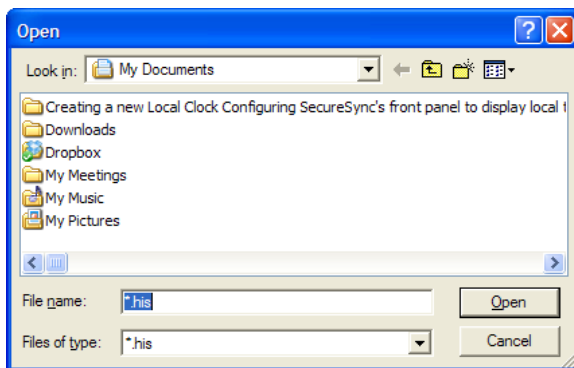 Open
Look in: My Documents
Creating a new Local Clock Configuring SecureSync's front panel to display local t
Downloads
Dropbox
My Meetings
My Music
My Pictures
File name: *.his Open
Files of type: *.his Cancel